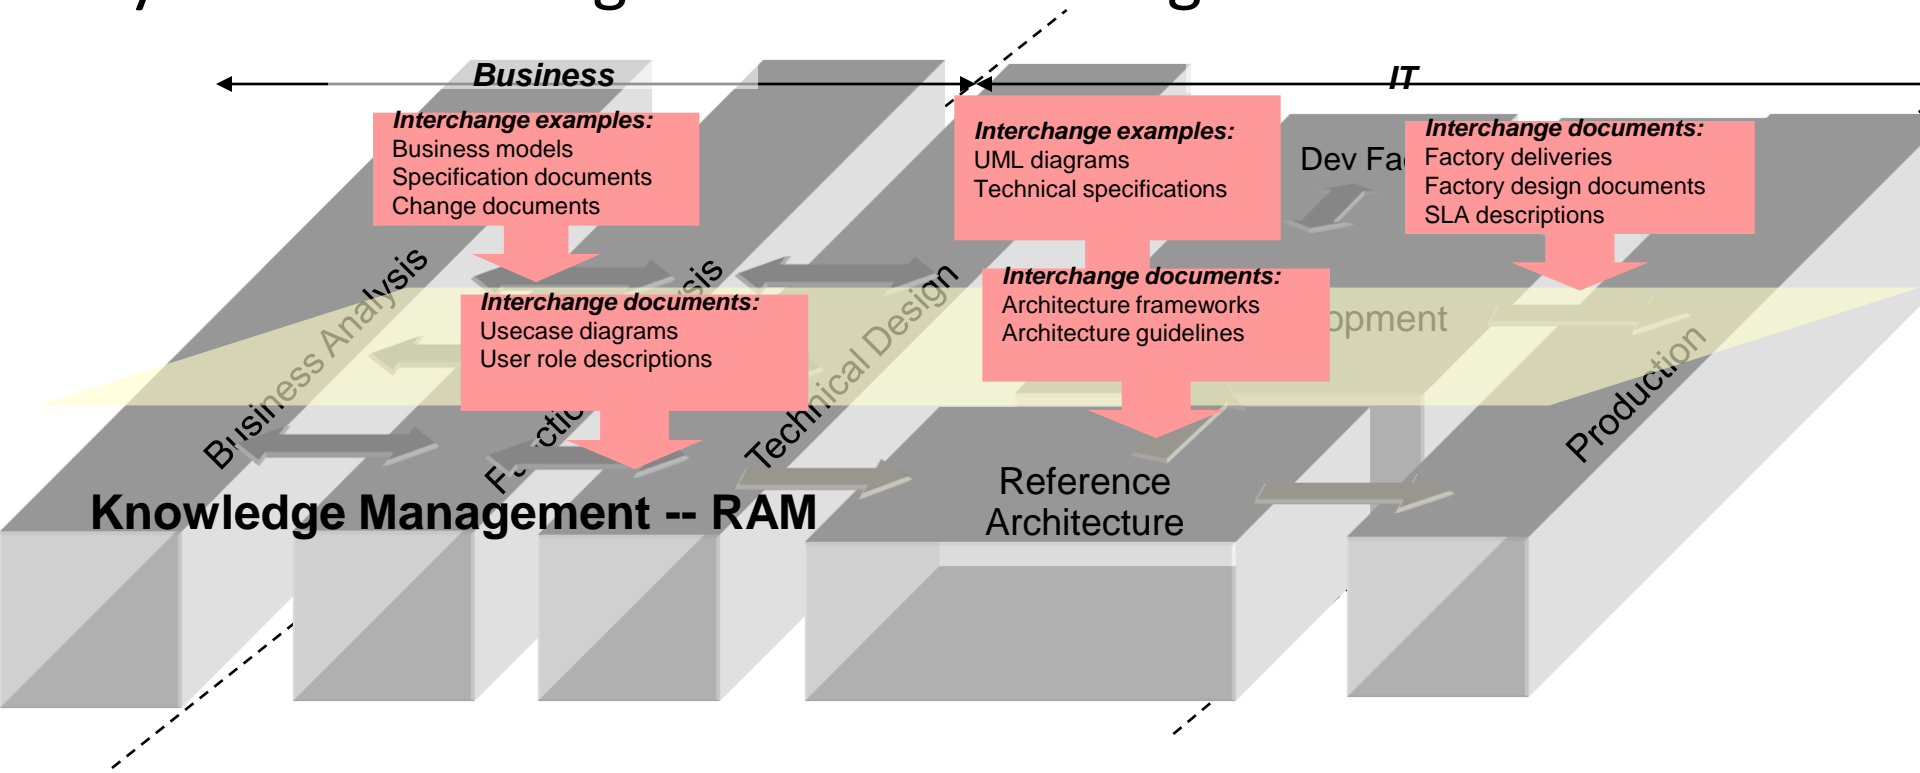 Business
IT
Interchange examples:
Business models
Specification documents
Change documents
Interchange examples:
UML diagrams
Technical specifications
Dev
Interchange documents:
Factory deliveries
Factory design documents
SLA descriptions
Business Analysis
Technical Design
Interchange documents:
Usecase diagrams
User role descriptions
Interchange documents:
Architecture frameworks
Architecture guidelines
Production
Knowledge Management -- RAM
Reference
Architecture